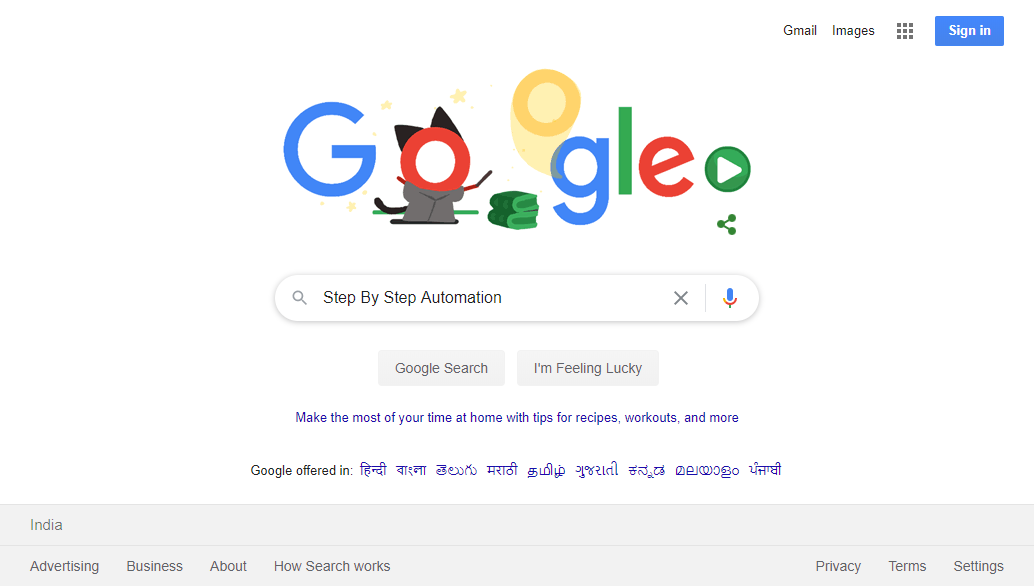 Gmail Images Sign in
Google
Step By Step Automation
Google Search I'm Feeling Lucky
Make the most of your time at home with tips for recipes, workouts, and more
Google offered in: हिन्दी বাংলা తెలుగు मराठी தமிழ் ગુજરાતી ಕನ್ನಡ മലയാളം ਪੰਜਾਬੀ
India
Advertising Business About How Search works Privacy Terms Settings